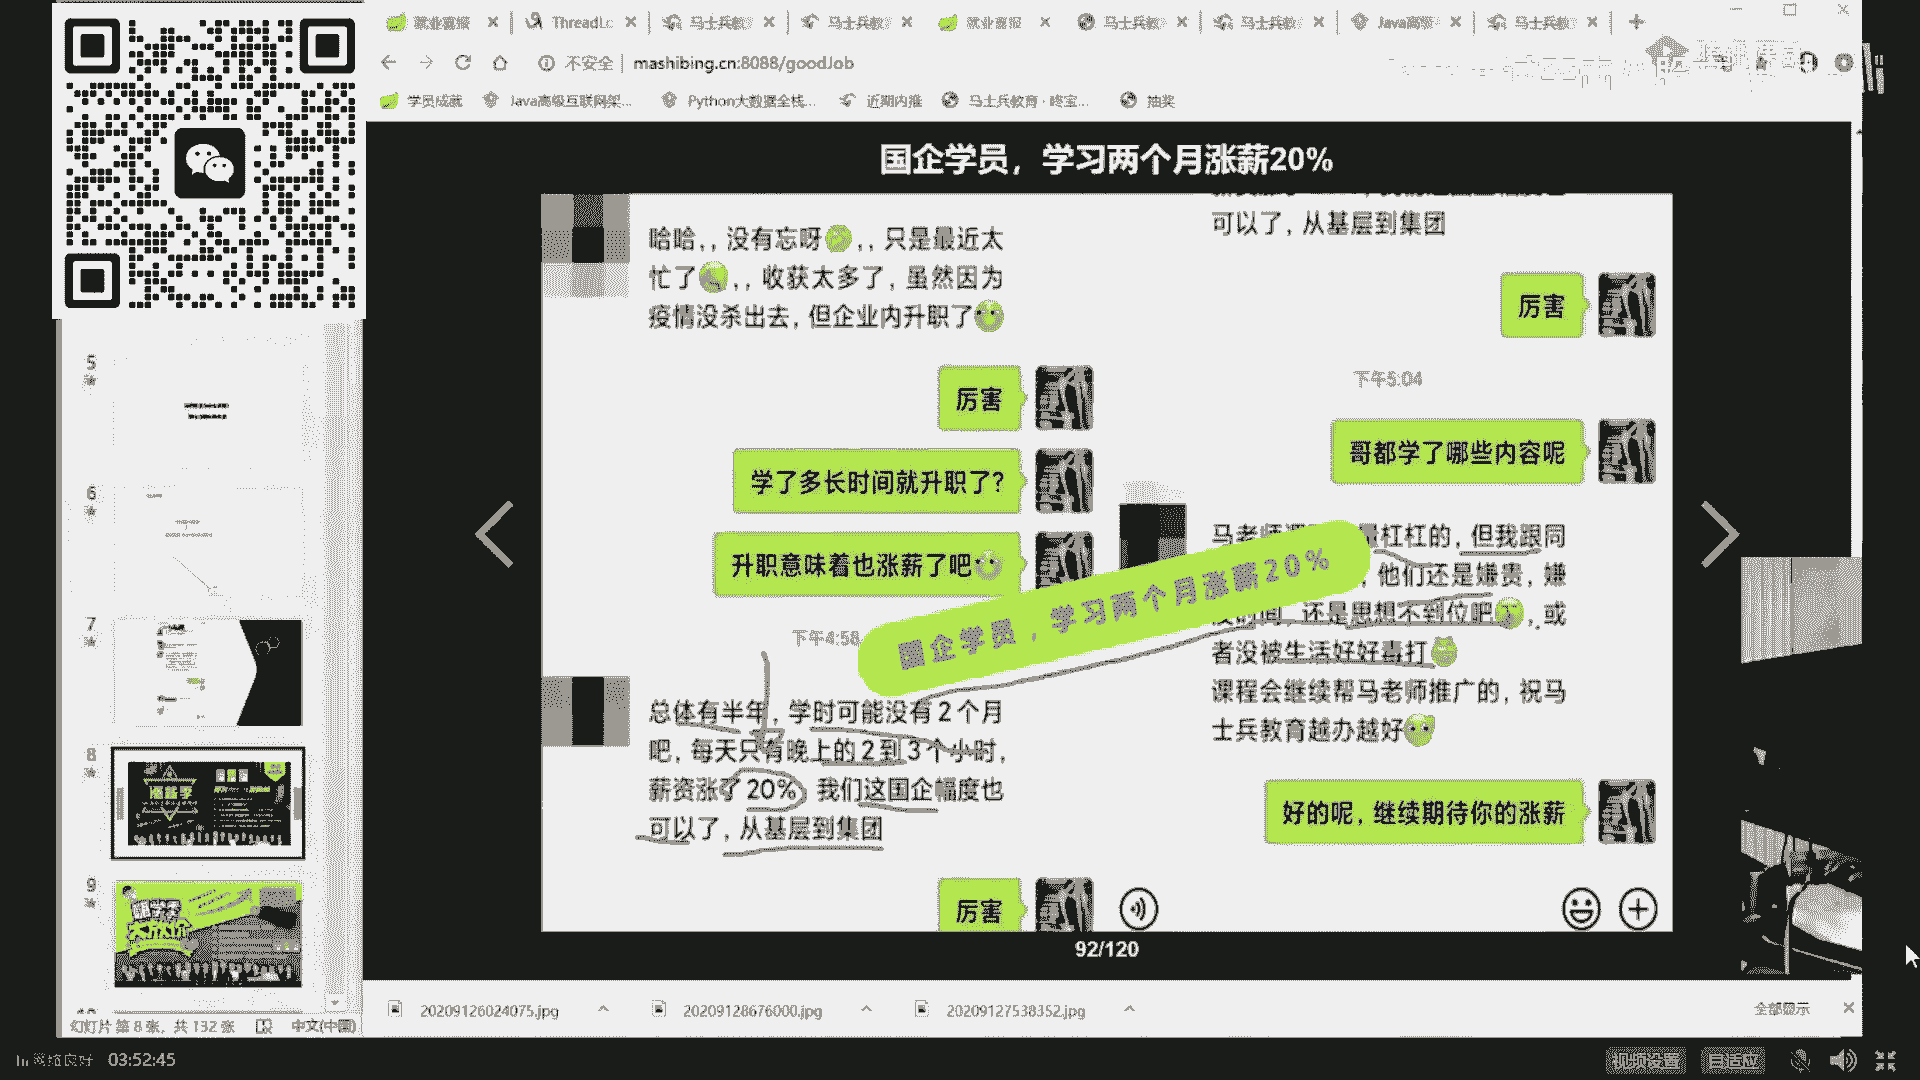 就业喜报
ThreadLc
马士兵教
马士兵教
就业喜报
马士兵教
马士兵教
Java高级
马士兵教
不安全
mashibing.cn:8088/goodJob
学员成就
Java高级互联网架...
Python大数据全栈...
近期内推
马士兵教育·咚宝...
抽奖
国企学员，学习两个月涨薪20%
哈哈，，没有忘呀，，只是最近太
忙了，，收获太多了，虽然因为
疫情没杀出去，但企业内升职了
厉害
学了多长时间就升职了？
升职意味着也涨薪了吧
下午4:58
总体有半年，学时可能没有2个月
吧，每天只有晚上的2到3个小时，
薪资涨了20%，我们这国企幅度也
可以了，从基层到集团
厉害
可以了，从基层到集团
厉害
下午5:04
哥都学了哪些内容呢
马老师课程质量杠杠的，但我跟同
他们还是嫌贵，嫌
没时间，还是思想不到位吧，或
者没被生活好好毒打
课程会继续帮马老师推广的，祝马
士兵教育越办越好
好的呢，继续期待你的涨薪
国企学员，学习两个月涨薪20%
92/120
5
6
7
8
涨薪季
9
20209126024075.jpg
20209128676000.jpg
20209127538352.jpg
全部显示
幻灯片 第 8 张，共 132 张
中文(中国)
网络良好
03:52:45
视频设置
自适应